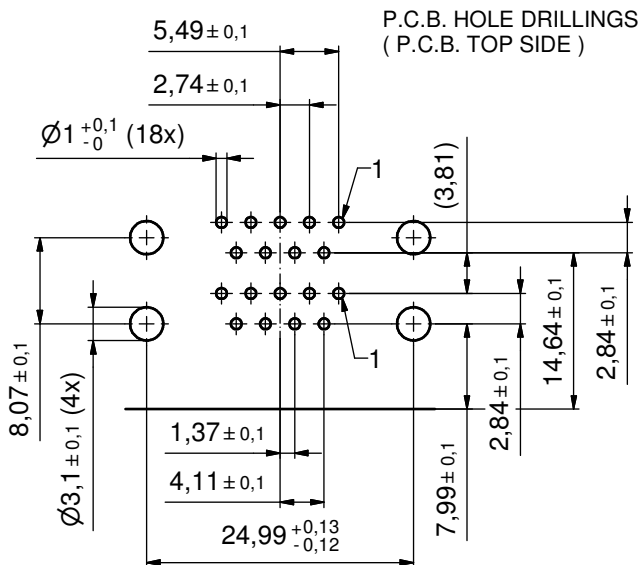 P.C.B. HOLE DRILLINGS
( P.C.B. TOP SIDE )
5,49 ± 0,1
2,74 ± 0,1
Ø1 +0,1 -0 (18x)
1
(3,81)
8,07 ± 0,1
Ø3,1 ± 0,1 (4x)
1
1,37 ± 0,1
4,11 ± 0,1
24,99 +0,13 -0,12
7,99 ± 0,1
2,84 ± 0,1
14,64 ± 0,1
2,84 ± 0,1